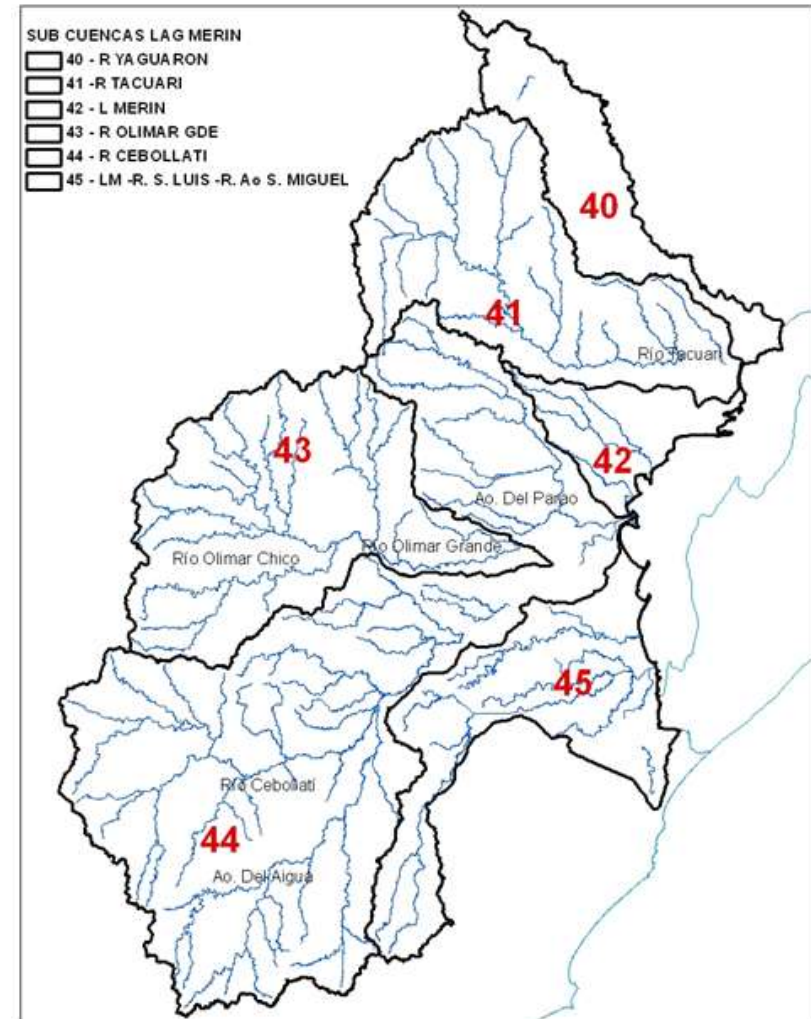 SUB CUENCAS LAG MERIN
40 - R YAGUARON
41 -R TACUARI
42 - L MERIN
43 - R OLIMAR GDE
44 - R CEBOLLATI
45 - LM -R. S. LUIS -R. Ao S. MIGUEL
40
41
Río Tacuari
43
42
Ao. Del Parao
Río Olimar Chico
Río Olimar Grande
45
Río Cebollatí
44
Ao. Del Aigua